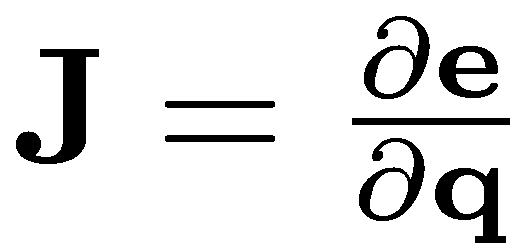 J = ∂e/∂q